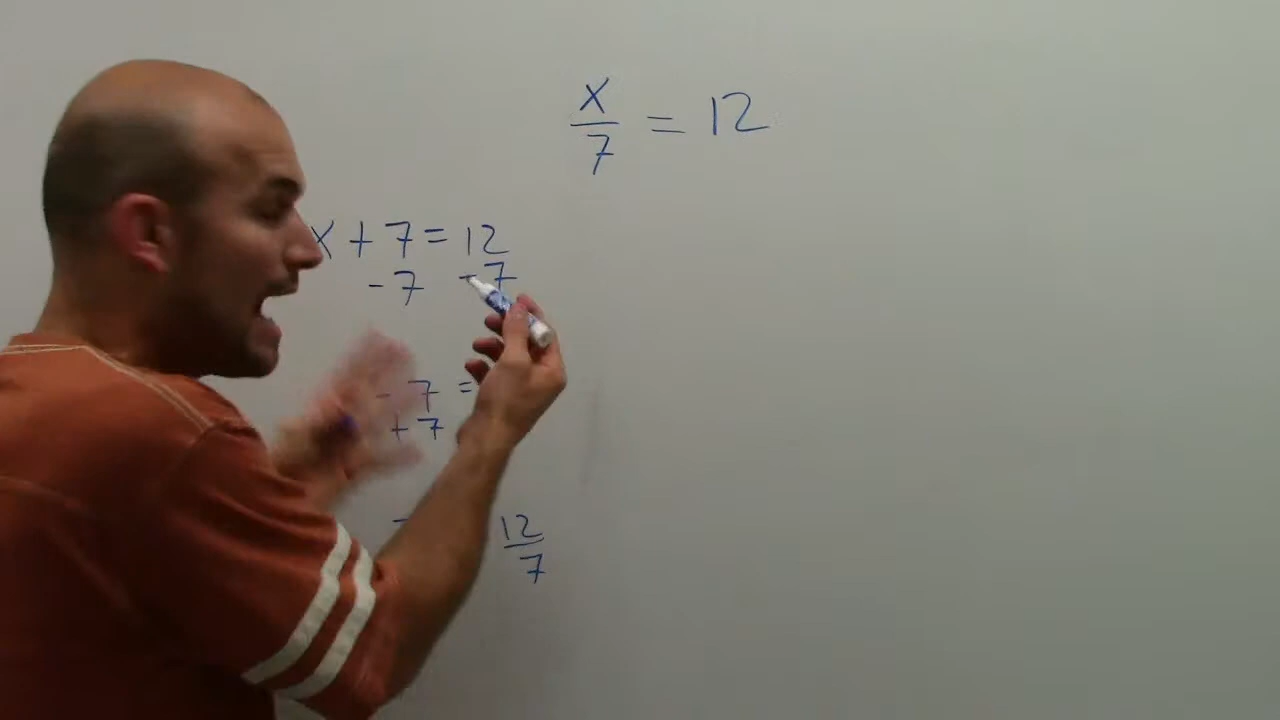 x/7 = 12
x + 7 = 12
- 7 - 7
- 7 =
+ 7
12/7